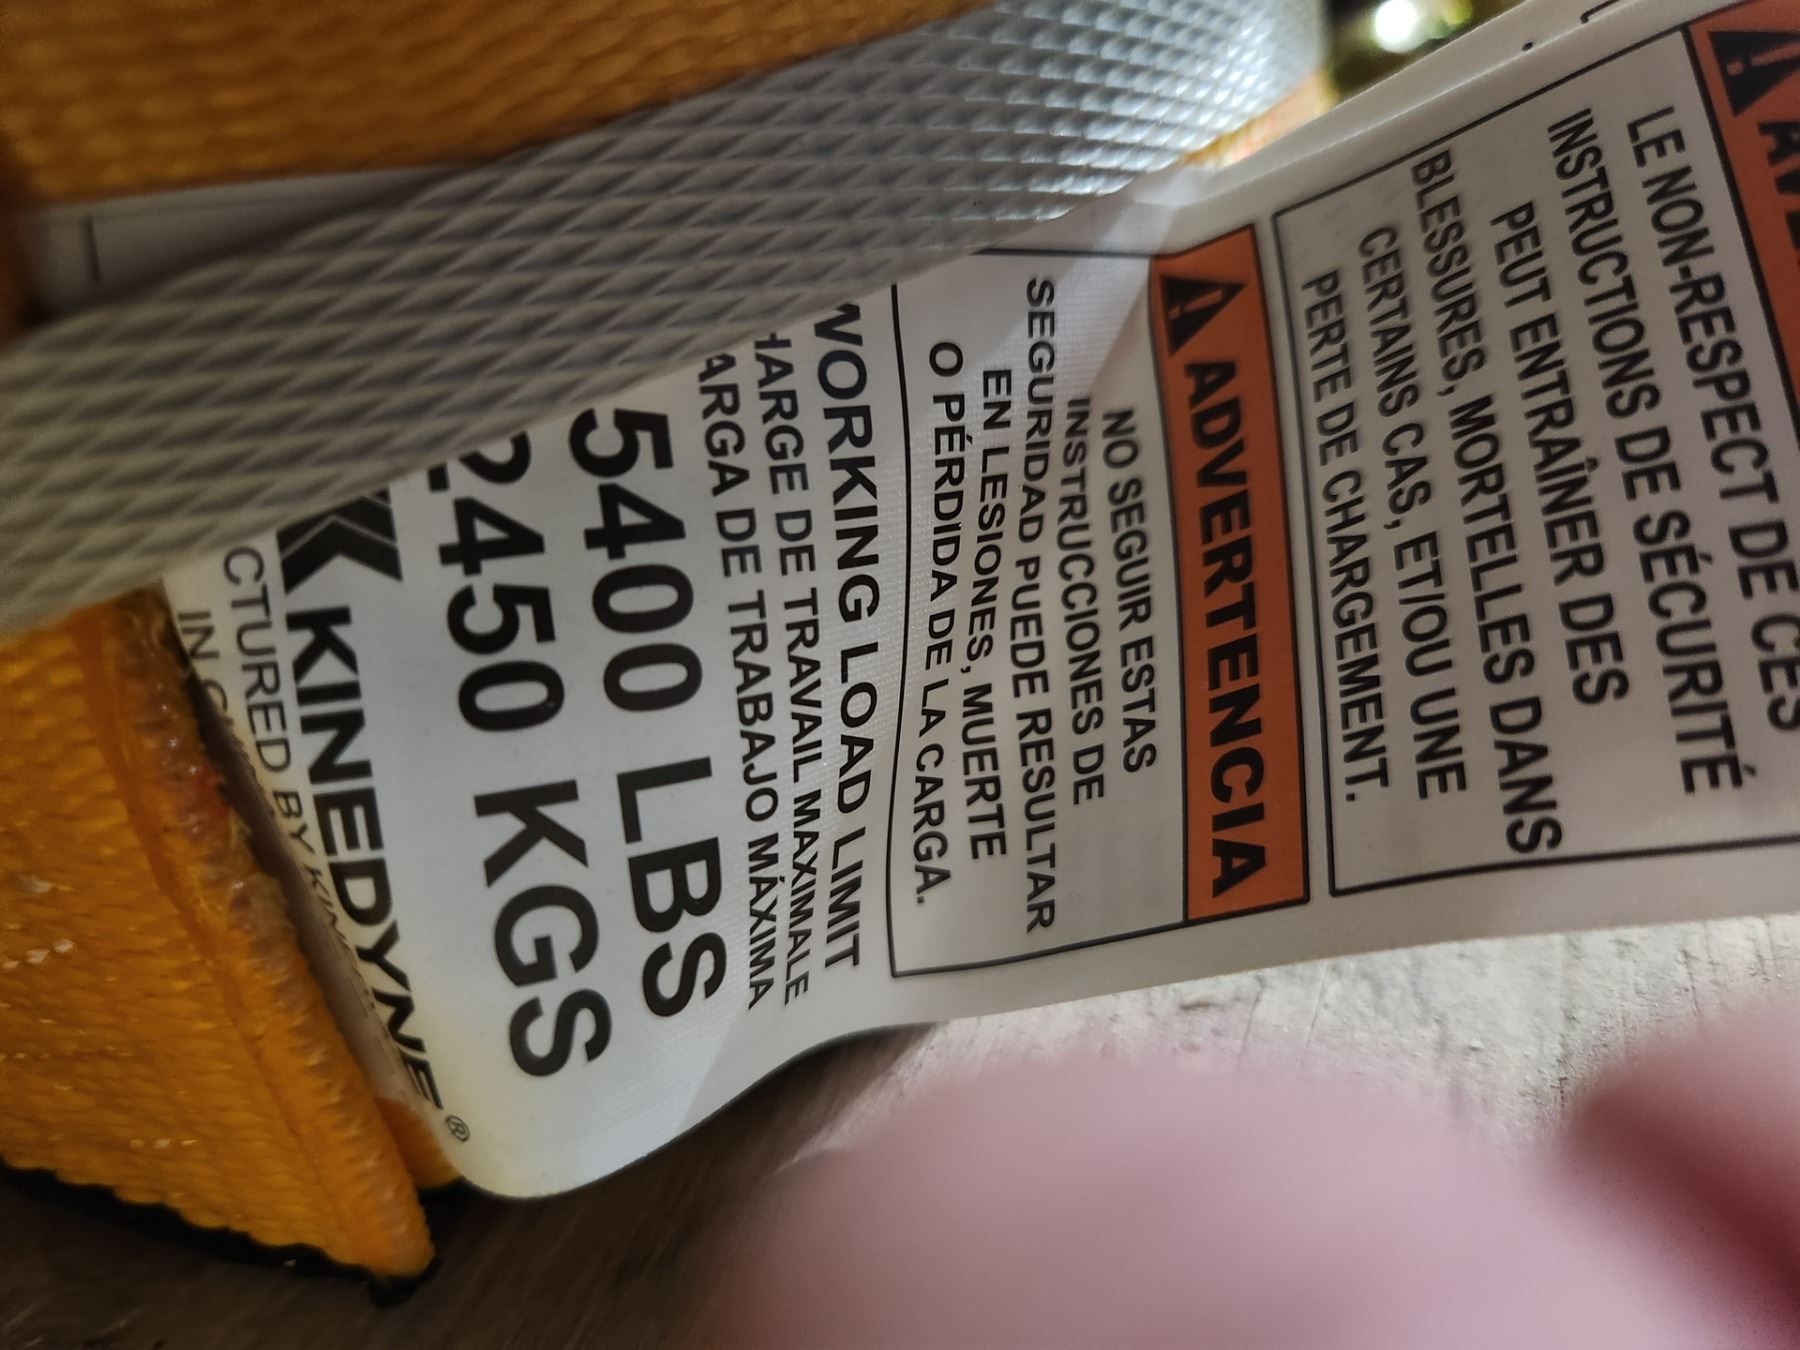 LE NON-RESPECT DE CES
INSTRUCTIONS DE SÉCURITÉ
PEUT ENTRAÎNER DES
BLESSURES, MORTELLES DANS
CERTAINS CAS, ET/OU UNE
PERTE DE CHARGEMENT.
ADVERTENCIA
NO SEGUIR ESTAS
INSTRUCCIONES DE
SEGURIDAD PUEDE RESULTAR
EN LESIONES, MUERTE
O PÉRDIDA DE LA CARGA.
WORKING LOAD LIMIT
HARGE DE TRAVAIL MAXIMALE
ARGA DE TRABAJO MÁXIMA
5400 LBS
2450 KGS
KINEDYNE®
CTURED BY
IN